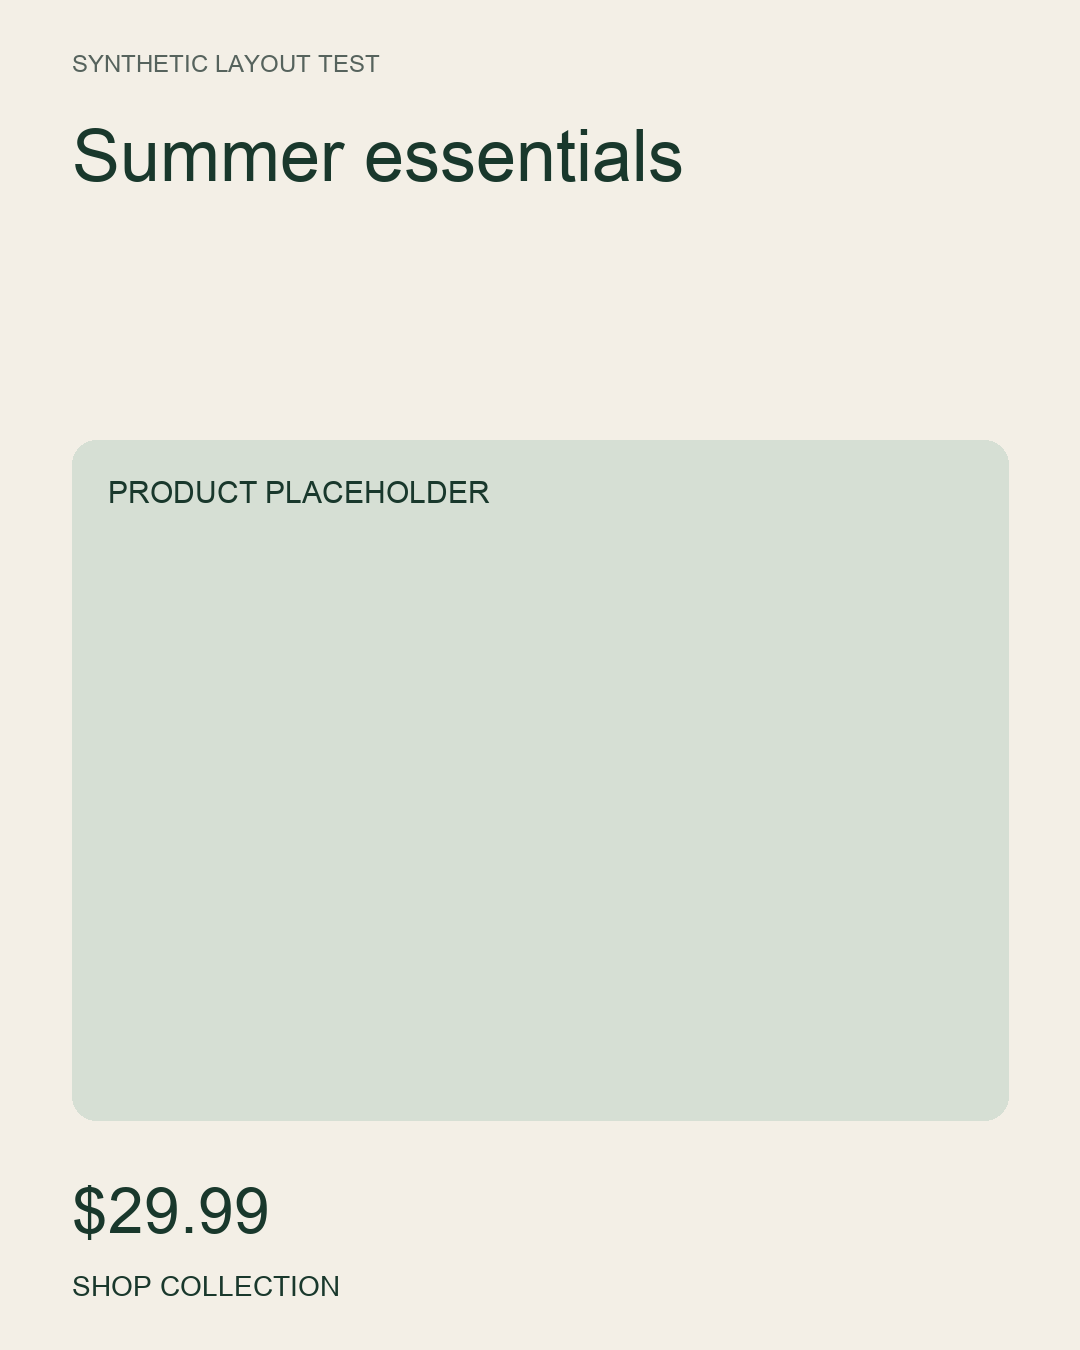 SYNTHETIC LAYOUT TEST
Summer essentials
PRODUCT PLACEHOLDER
$29.99
SHOP COLLECTION